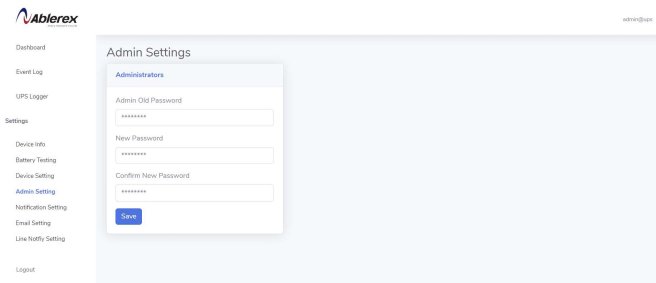 Ablerex
admin@ups
Dashboard
Event Log
UPS Logger
Settings
Device Info
Battery Testing
Device Setting
Admin Setting
Notification Setting
Email Setting
Line Notfiy Setting
Logout
Admin Settings
Administrators
Admin Old Password
********
New Password
********
Confirm New Password
********
Save